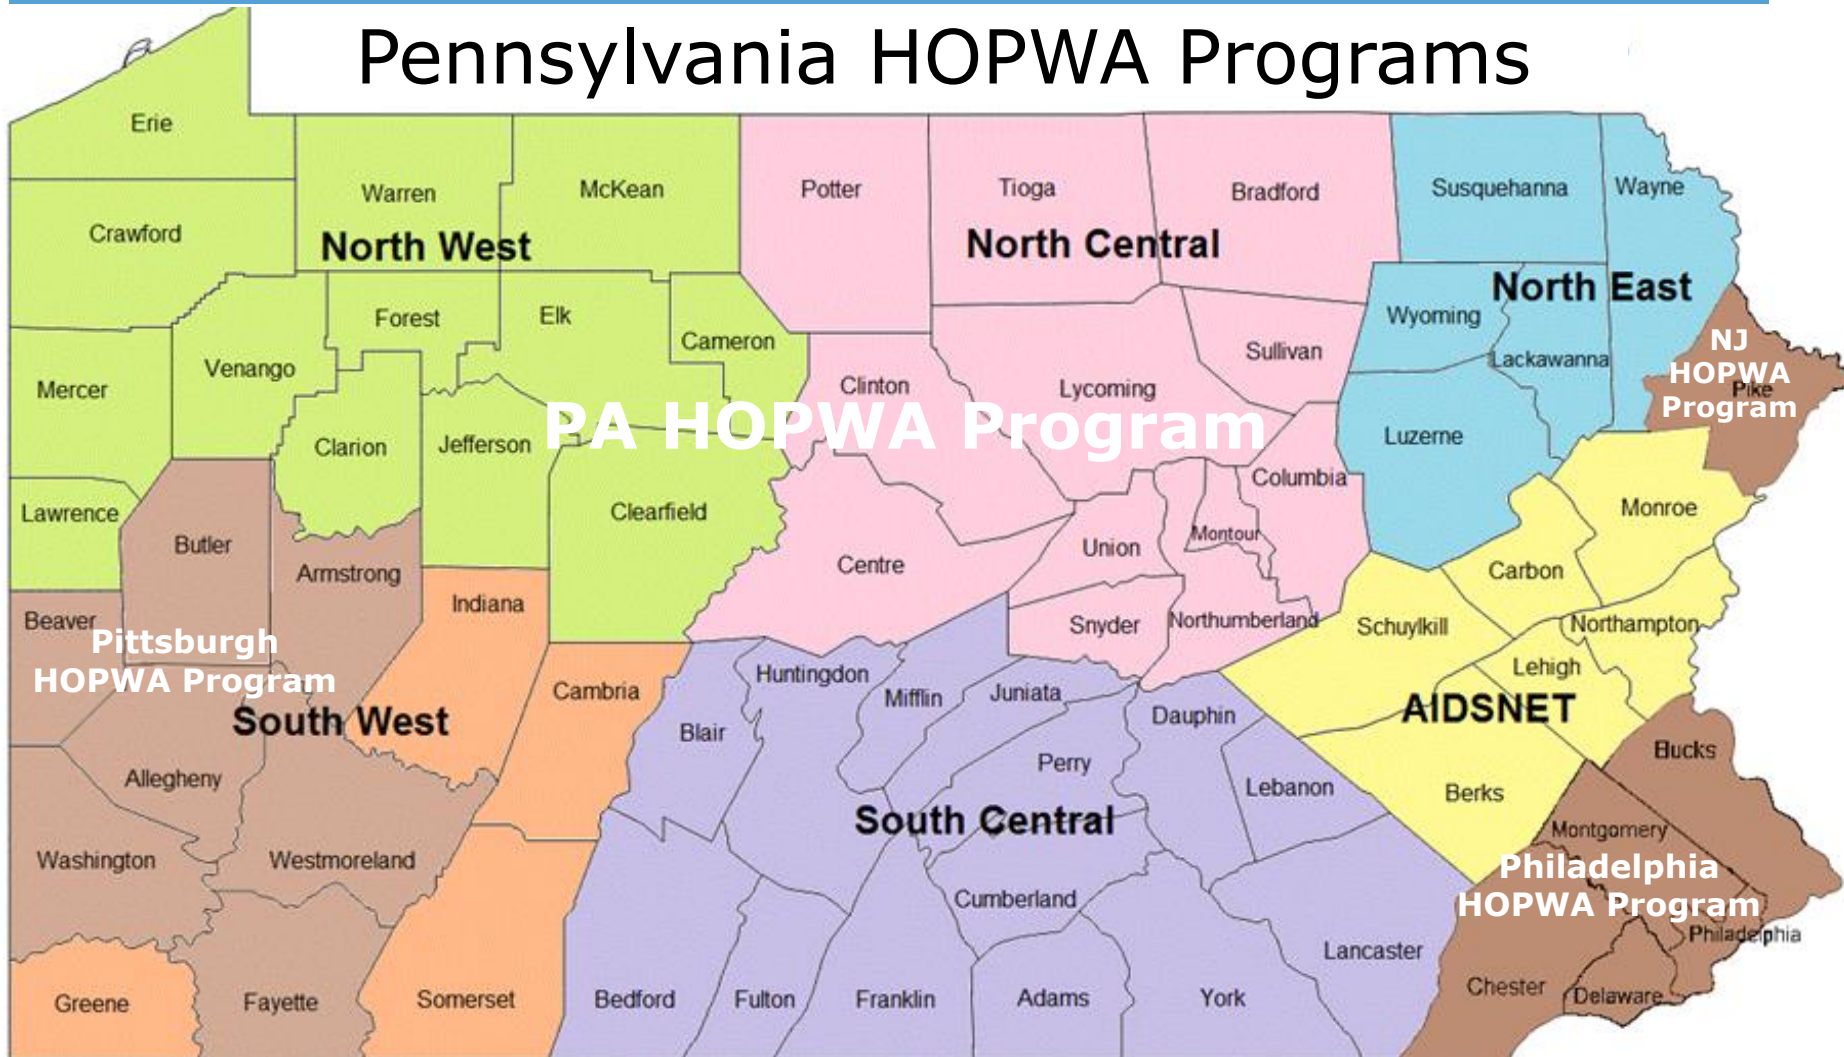 Pennsylvania HOPWA Programs
Erie
Warren
McKean
Potter
Tioga
Bradford
Susquehanna
Wayne
Crawford
North West
North Central
North East
Forest
Elk
Cameron
Wyoming
Venango
Sullivan
Lackawanna
NJ
HOPWA
Pike
Program
Mercer
Clinton
Lycoming
PA HOPWA Program
Clarion
Jefferson
Luzerne
Columbia
Lawrence
Clearfield
Monroe
Butler
Montour
Union
Armstrong
Centre
Carbon
Indiana
Beaver
Snyder
Northumberland
Schuylkill
Northampton
Pittsburgh
HOPWA Program
Lehigh
Huntingdon
Cambria
Mifflin
Juniata
AIDSNET
South West
Dauphin
Blair
Bucks
Perry
Allegheny
Lebanon
Berks
South Central
Montgomery
Washington
Westmoreland
Philadelphia
HOPWA Program
Cumberland
Philadelphia
Lancaster
Chester
Delaware
Greene
Fayette
Somerset
Bedford
Fulton
Franklin
Adams
York